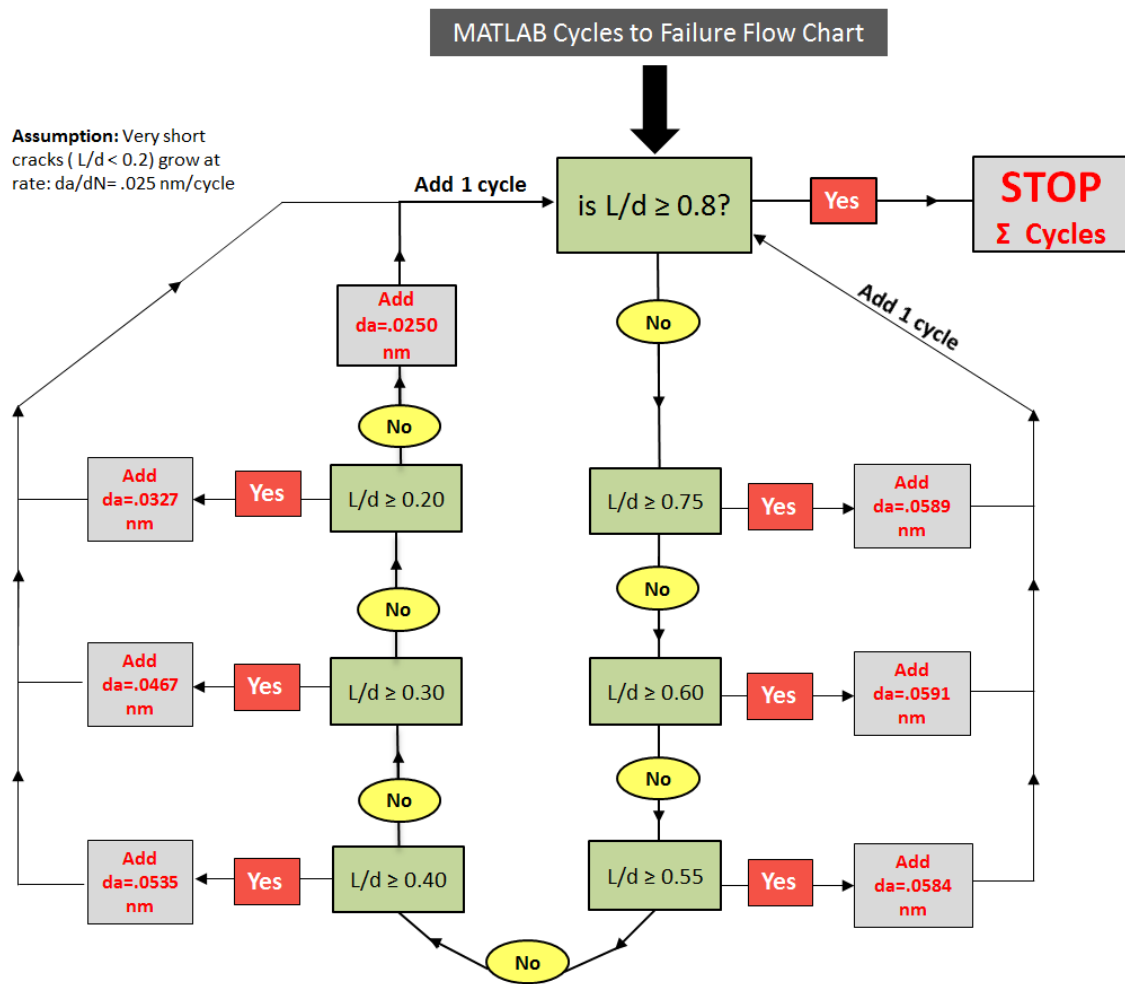 MATLAB Cycles to Failure Flow Chart
Assumption: Very short
cracks ( L/d < 0.2) grow at
rate: da/dN= .025 nm/cycle
Add 1 cycle
is L/d ≥ 0.8?
Yes
STOP
Σ Cycles
No
Add 1 cycle
Add
da=.0250
nm
No
L/d ≥ 0.20
Yes
Add
da=.0327
nm
L/d ≥ 0.75
Yes
Add
da=.0589
nm
No
No
L/d ≥ 0.30
Yes
Add
da=.0467
nm
L/d ≥ 0.60
Yes
Add
da=.0591
nm
No
No
L/d ≥ 0.40
Yes
Add
da=.0535
nm
L/d ≥ 0.55
Yes
Add
da=.0584
nm
No